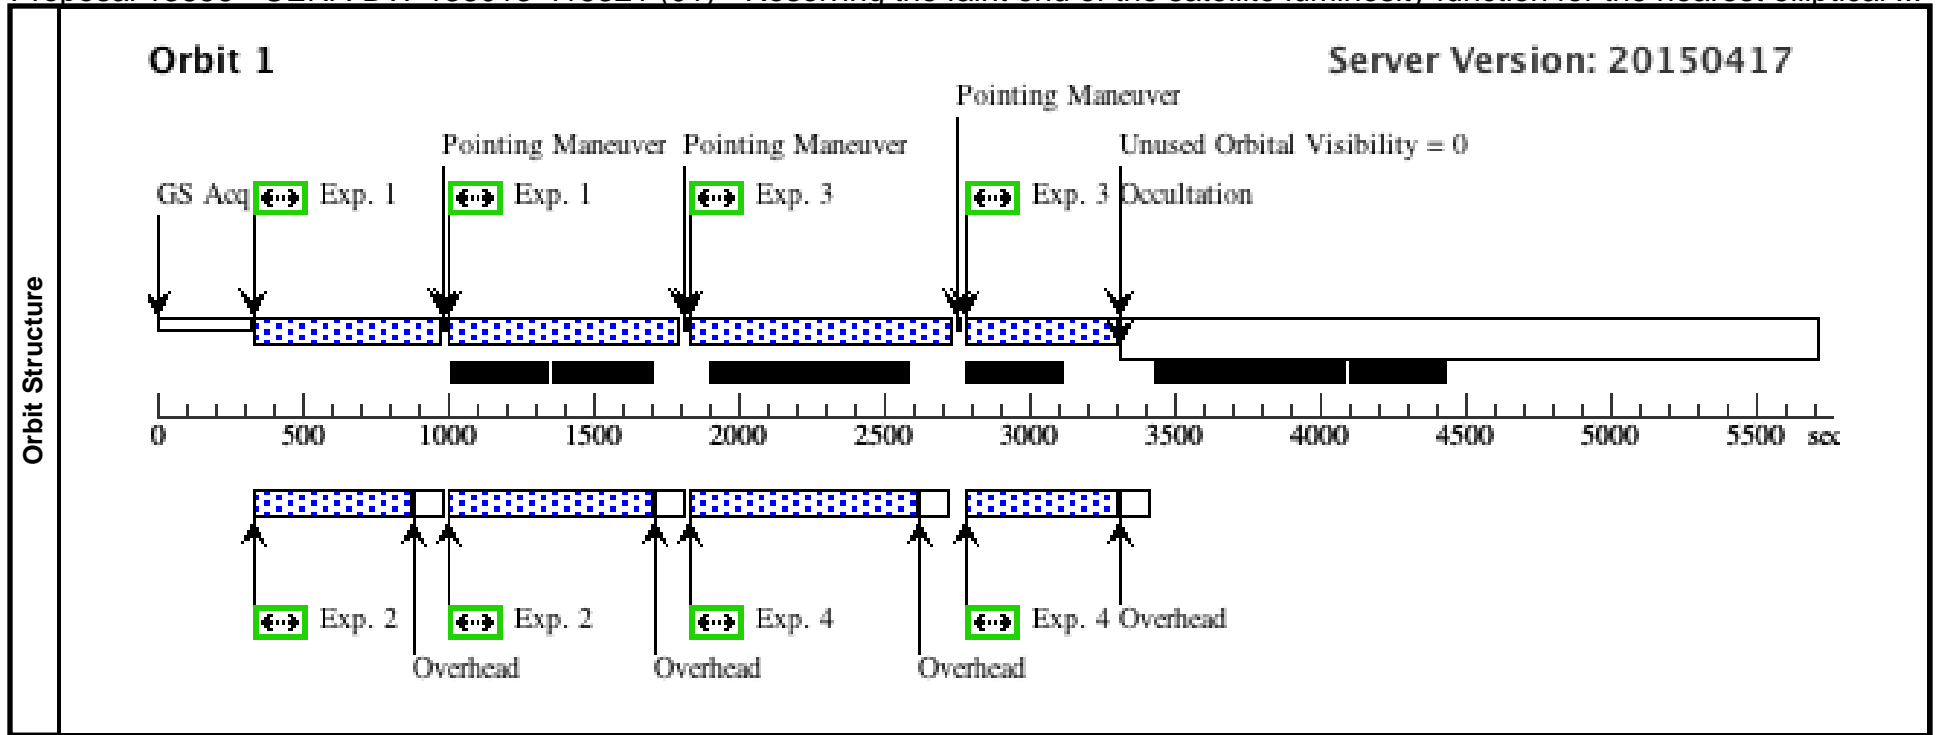 Orbit 1
Server Version: 20150417
Pointing Maneuver
Pointing Maneuver Pointing Maneuver Unused Orbital Visibility = 0
GS Acq Exp. 1 Exp. 1 Exp. 3 Exp. 3 Occultation
Orbit Structure
0 500 1000 1500 2000 2500 3000 3500 4000 4500 5000 5500 sec
Exp. 2 Exp. 2 Exp. 4 Exp. 4 Overhead
Overhead Overhead Overhead